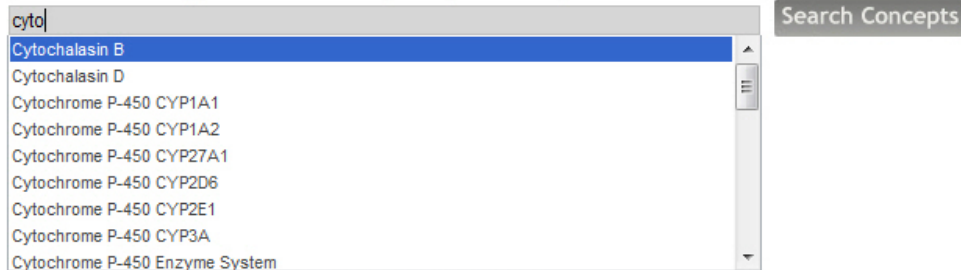 cyto
Search Concepts
Cytochalasin B
Cytochalasin D
Cytochrome P-450 CYP1A1
Cytochrome P-450 CYP1A2
Cytochrome P-450 CYP27A1
Cytochrome P-450 CYP2D6
Cytochrome P-450 CYP2E1
Cytochrome P-450 CYP3A
Cytochrome P-450 Enzyme System